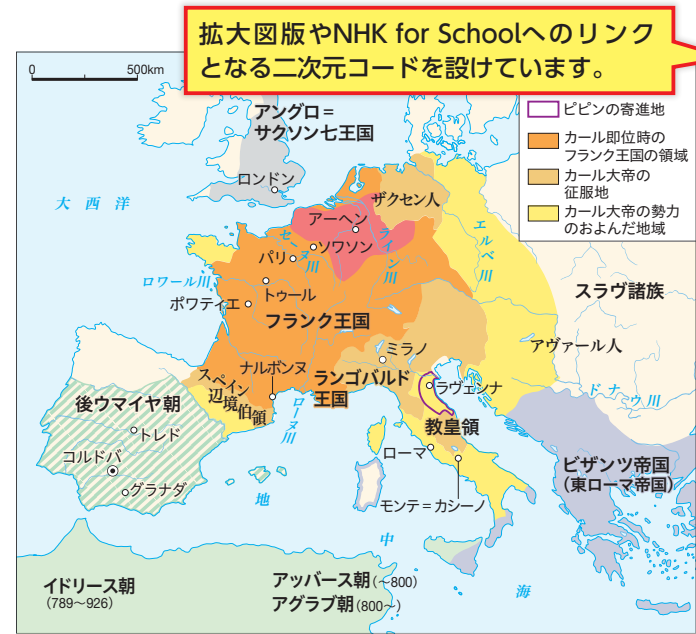 拡大図版やNHK for Schoolへのリンク
となる二次元コードを設けています。
0 500km
ピピンの寄進地
カール即位時の
フランク王国の領域
カール大帝の
征服地
カール大帝の勢力
のおよんだ地域
アングロ=
サクソン七王国
ロンドン
大西洋
ザクセン人
アーヘン
ライン川
エルベ川
セーヌ川
ソワソン
パリ
ロワール川
トゥール
ポワティエ
スラヴ諸族
フランク王国
アヴァール人
ミラノ
ナルボンヌ
ランゴバルド
王国
ラヴェンナ
スペイン
辺境伯領
ドナウ川
後ウマイヤ朝
ローヌ川
教皇領
トレド
ローマ
コルドバ
ビザンツ帝国
(東ローマ帝国)
グラナダ
モンテ=カシーノ
地中海
イドリース朝
(789〜926)
アッバース朝(〜800)
アグラブ朝(800〜)